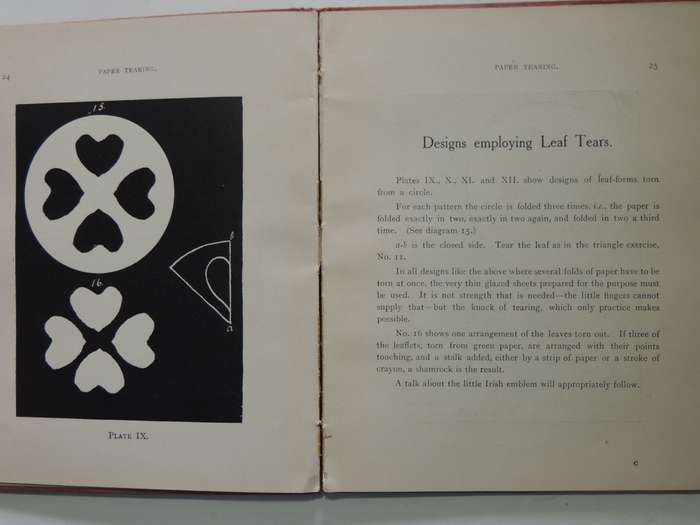 24
PAPER TEARING.
15.
b
a
16.
PLATE IX.
PAPER TEARING.
25
Designs employing Leaf Tears.
Plates IX., X., XI. and XII. show designs of leaf-forms torn
from a circle.
For each pattern the circle is folded three times, i.e., the paper is
folded exactly in two, exactly in two again, and folded in two a third
time. (See diagram 15.)
a-b is the closed side. Tear the leaf as in the triangle exercise,
No. 11.
In all designs like the above where several folds of paper have to be
torn at once, the very thin glazed sheets prepared for the purpose must
be used. It is not strength that is needed—the little fingers cannot
supply that—but the knack of tearing, which only practice makes
possible.
No. 16 shows one arrangement of the leaves torn out. If three of
the leaflets, torn from green paper, are arranged with their points
touching, and a stalk added, either by a strip of paper or a stroke of
crayon, a shamrock is the result.
A talk about the little Irish emblem will appropriately follow.
C